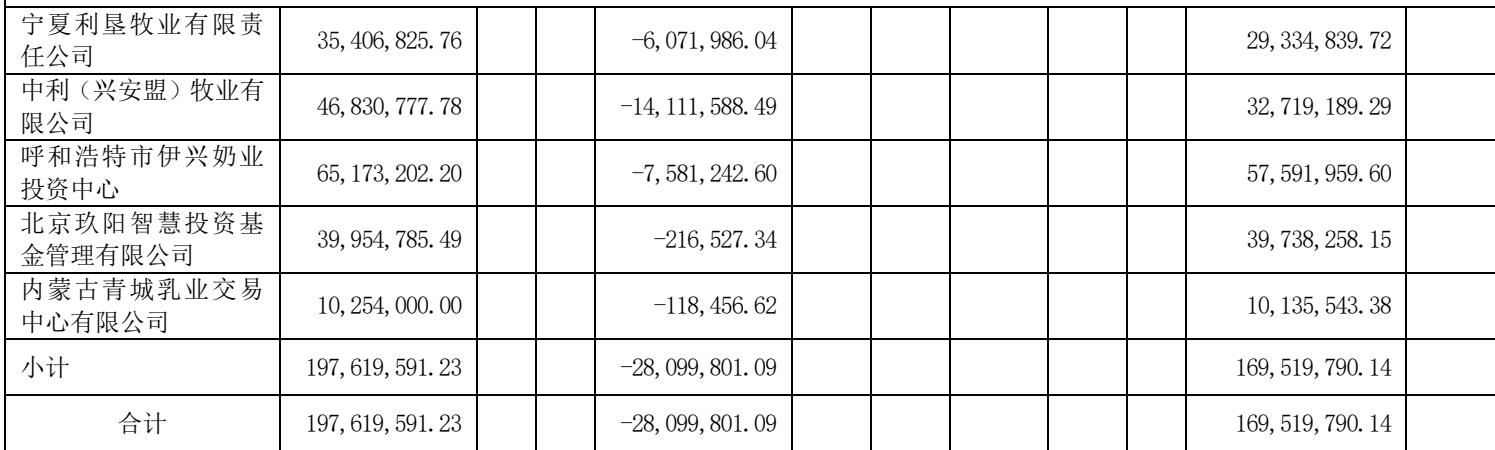 宁夏利垦牧业有限责
任公司
35,406,825.76
-6,071,986.04
29,334,839.72
中利（兴安盟）牧业有
限公司
46,830,777.78
-14,111,588.49
32,719,189.29
呼和浩特市伊兴奶业
投资中心
65,173,202.20
-7,581,242.60
57,591,959.60
北京玖阳智慧投资基
金管理有限公司
39,954,785.49
-216,527.34
39,738,258.15
内蒙古青城乳业交易
中心有限公司
10,254,000.00
-118,456.62
10,135,543.38
小计
197,619,591.23
-28,099,801.09
169,519,790.14
合计
197,619,591.23
-28,099,801.09
169,519,790.14